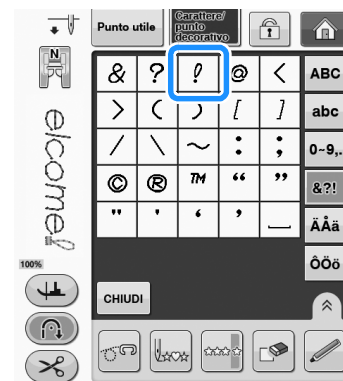 Punto utile
Carattere/
punto
decorativo
N
& ? ! @ < ABC
> ( ) [ ] abc
/ \ ~ : ; 0~9,.
© ® TM “ ” &?!
" ' ‘ ’ _ ÄÅä
ÔÖö
elcome!
100%
CHIUDI